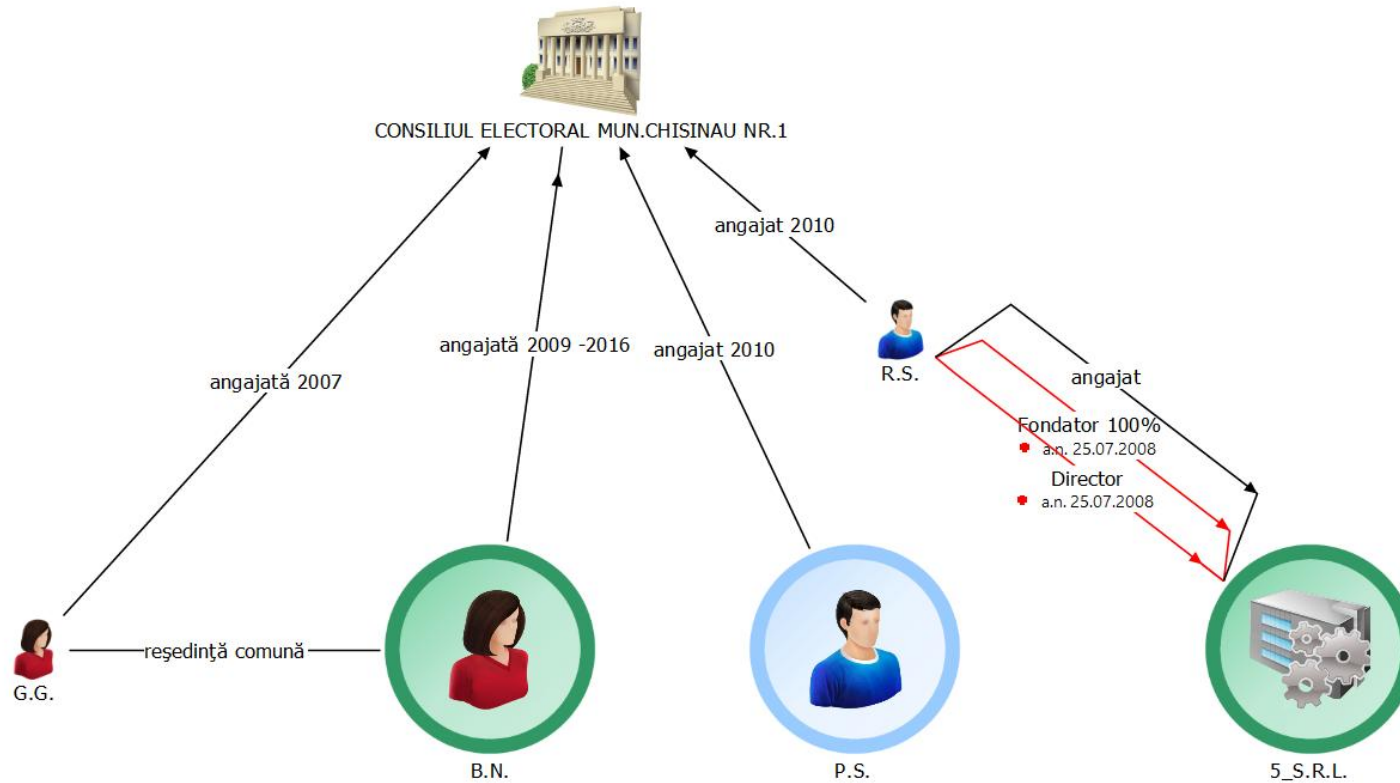 CONSILIUL ELECTORAL MUN.CHISINAU NR.1
angajat 2010
angajată 2009 -2016
angajat 2010
angajată 2007
R.S.
angajat
Fondator 100%
a.n. 25.07.2008
Director
a.n. 25.07.2008
reşedinţă comună
G.G.
B.N.
P.S.
5_S.R.L.